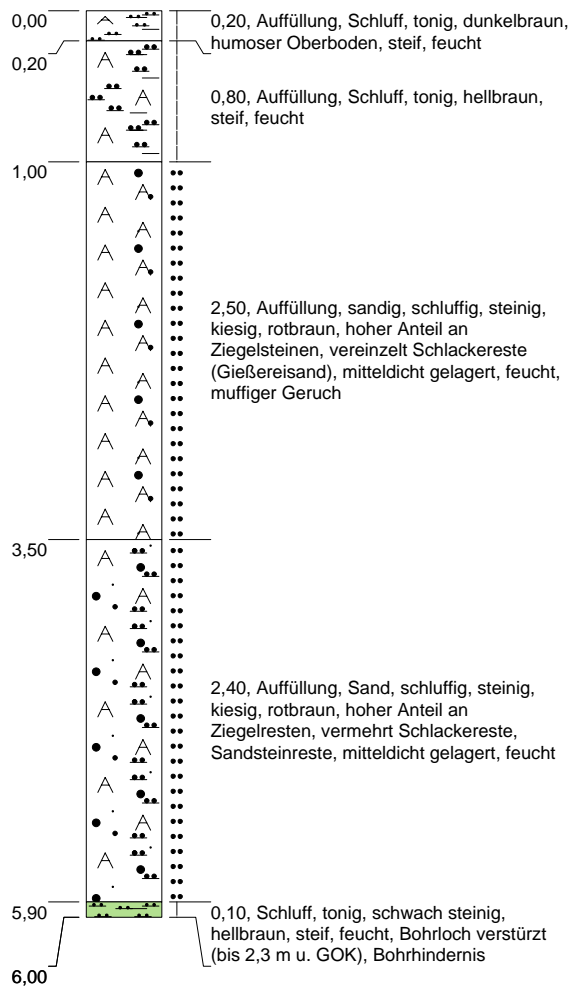 0,00
0,20, Auffüllung, Schluff, tonig, dunkelbraun,
humoser Oberboden, steif, feucht
0,20
0,80, Auffüllung, Schluff, tonig, hellbraun,
steif, feucht
1,00
2,50, Auffüllung, sandig, schluffig, steinig,
kiesig, rotbraun, hoher Anteil an
Ziegelsteinen, vereinzelt Schlackereste
(Gießereisand), mitteldicht gelagert, feucht,
muffiger Geruch
3,50
2,40, Auffüllung, Sand, schluffig, steinig,
kiesig, rotbraun, hoher Anteil an
Ziegelresten, vermehrt Schlackereste,
Sandsteinreste, mitteldicht gelagert, feucht
5,90
0,10, Schluff, tonig, schwach steinig,
hellbraun, steif, feucht, Bohrloch verstürzt
(bis 2,3 m u. GOK), Bohrhindernis
6,00